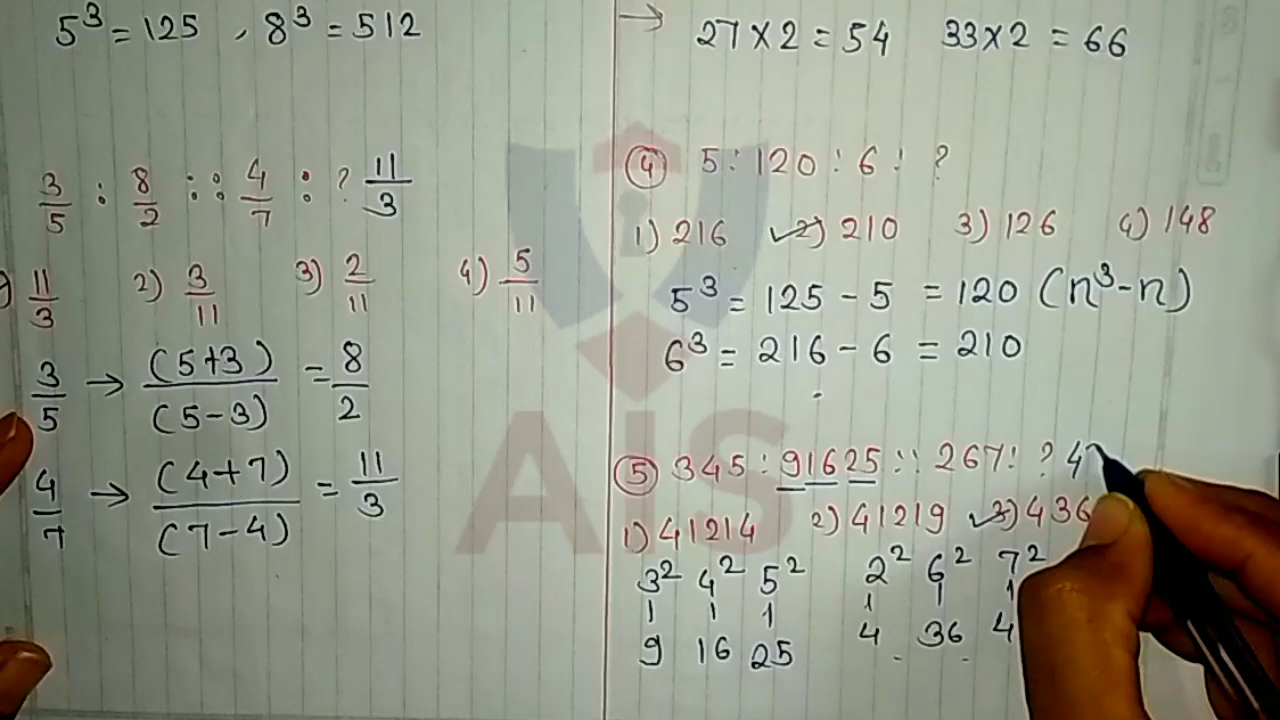 5³ = 125 , 8³ = 512
3/5 : 8/2 :: 4/7 : ? 11/3
) 11/3 2) 3/11 3) 2/11 4) 5/11
3/5 → (5+3)/(5-3) = 8/2
4/7 → (4+7)/(7-4) = 11/3
→ 27×2 = 54 33×2 = 66
④ 5 : 120 : 6 : ?
1) 216 ✓2) 210 3) 126 4) 148
5³ = 125 - 5 = 120 (n³-n)
6³ = 216 - 6 = 210
⑤ 345 : 91625 :: 267 : ? 4
1) 41214 2) 41219 ✓3) 436
3² 4² 5² 2² 6² 7²
| | | | | |
9 16 25 4 36 4
AIS